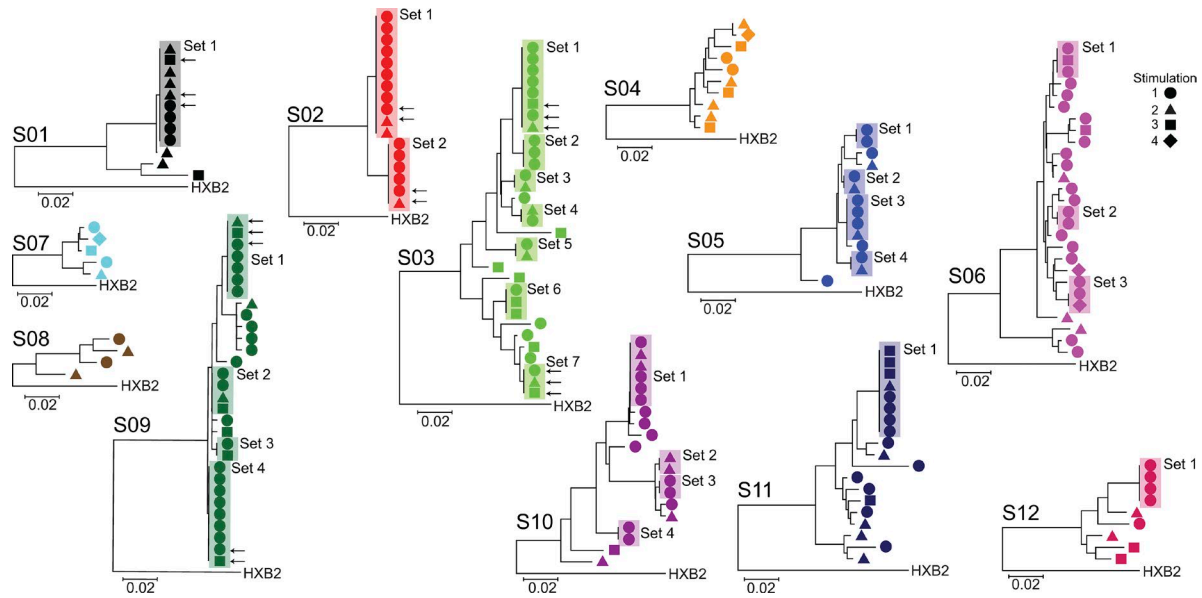 Set 1
S01
HXB2
0.02
Set 1
S02
Set 2
HXB2
0.02
Set 1
Set 2
Set 3
Set 4
Set 5
S03
Set 6
Set 7
HXB2
0.02
S04
HXB2
0.02
Set 1
Set 2
Set 3
S05
Set 4
HXB2
0.02
Set 1
Set 2
S06
Set 3
HXB2
0.02
Stimulation
1
2
3
4
S07
HXB2
0.02
S08
HXB2
0.02
Set 1
Set 2
S09
Set 3
Set 4
HXB2
0.02
Set 1
Set 2
Set 3
S10
Set 4
HXB2
0.02
Set 1
S11
HXB2
0.02
Set 1
S12
HXB2
0.02